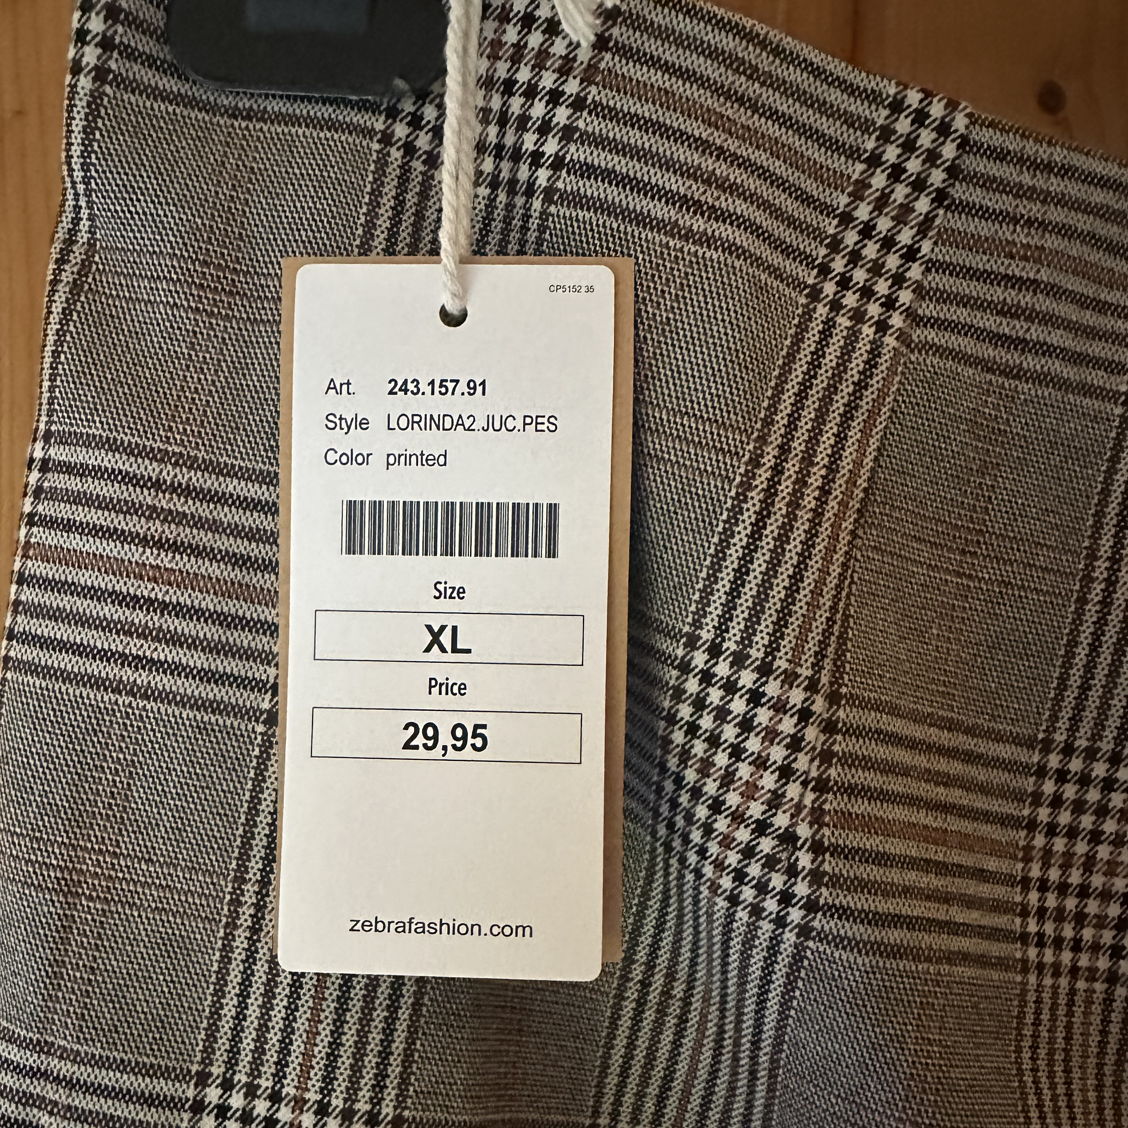 CP5152 35
Art. 243.157.91
Style LORINDA2.JUC.PES
Color printed
Size
XL
Price
29,95
zebrafashion.com